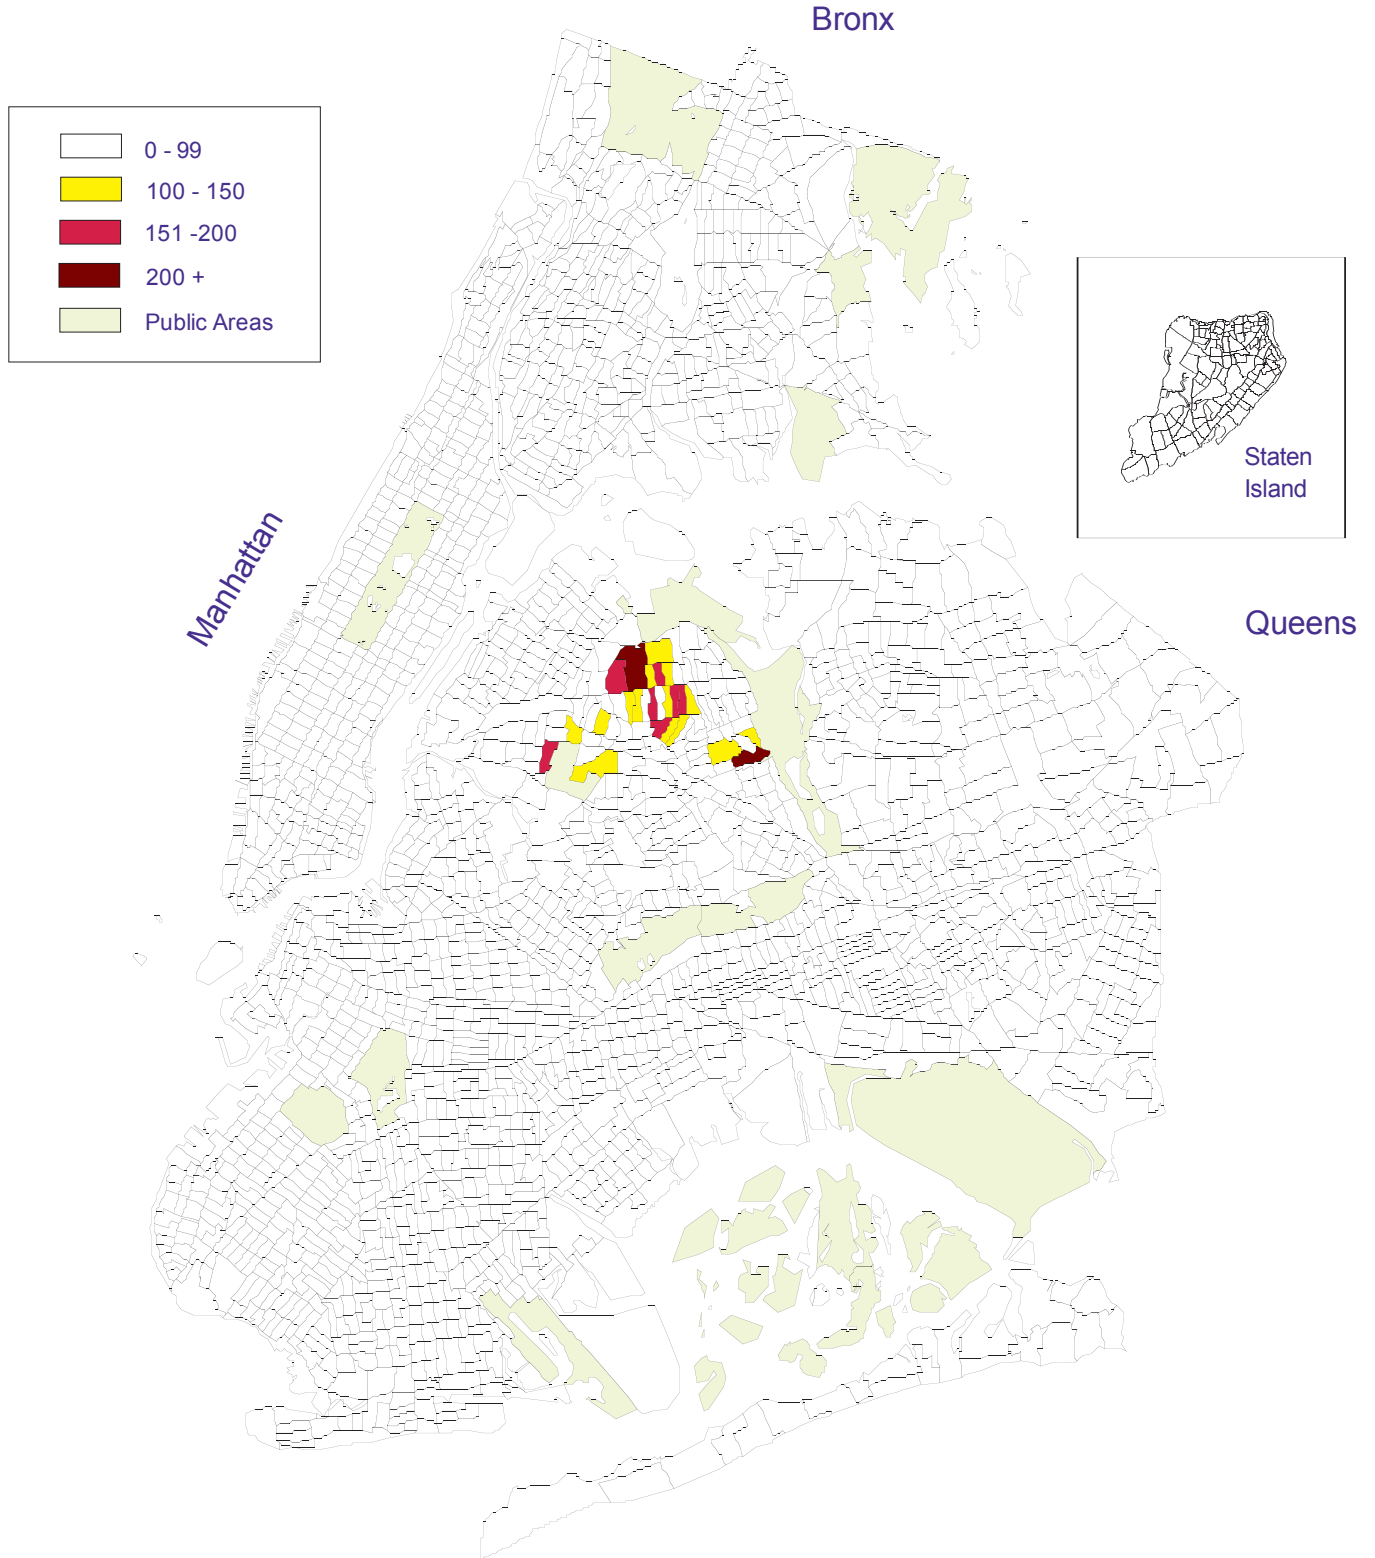 Bronx
0 - 99
100 - 150
151 -200
200 +
Public Areas
Staten
Island
Manhattan
Queens